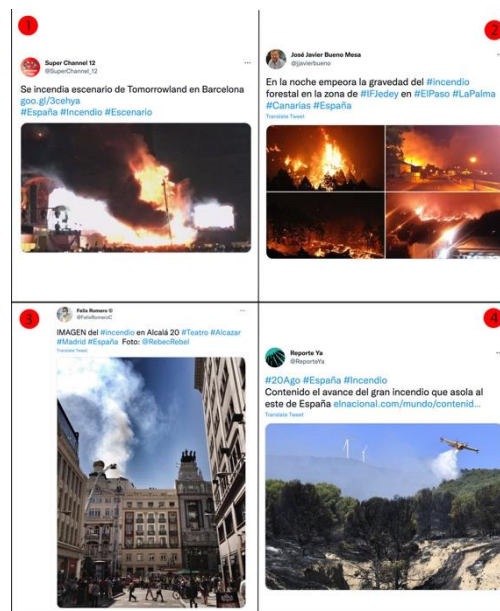 1
Super Channel 12
@SuperChannel_12
Se incendia escenario de Tomorrowland en Barcelona
goo.gl/3cehya
#España #Incendio #Escenario
2
José Javier Bueno Mesa
@jjavierbueno
En la noche empeora la gravedad del #incendio
forestal en la zona de #IFJedey en #ElPaso #LaPalma
#Canarias #España
Translate Tweet
3
Felix Romero
@FelixRomeroC
IMAGEN del #incendio en Alcalá 20 #Teatro #Alcazar
#Madrid #España Foto: @RebecRebel
Translate Tweet
4
Reporte Ya
@ReporteYa
#20Ago #España #Incendio
Contenido el avance del gran incendio que asola al
este de España elnacional.com/mundo/contenid...
Translate Tweet